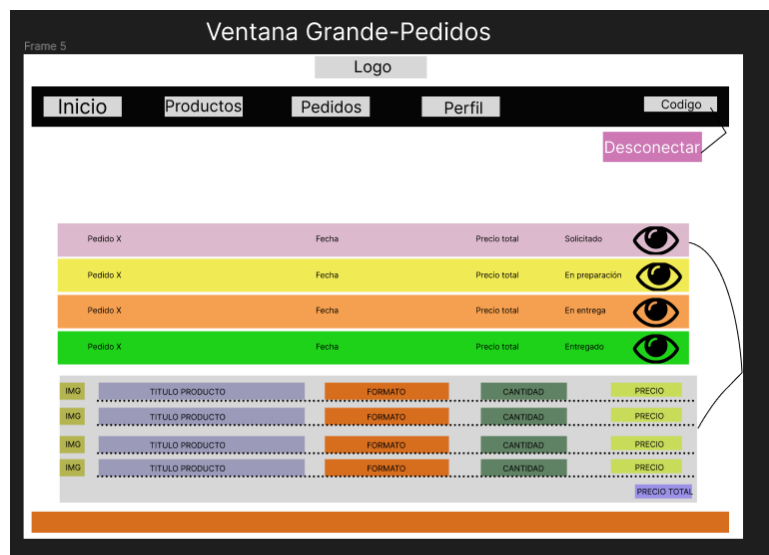 Ventana Grande-Pedidos
Frame 5
Logo
Inicio Productos Pedidos Perfil Codigo
Desconectar
Pedido X Fecha Precio total Solicitado
Pedido X Fecha Precio total En preparación
Pedido X Fecha Precio total En entrega
Pedido X Fecha Precio total Entregado
IMG TITULO PRODUCTO FORMATO CANTIDAD PRECIO
IMG TITULO PRODUCTO FORMATO CANTIDAD PRECIO
IMG TITULO PRODUCTO FORMATO CANTIDAD PRECIO
IMG TITULO PRODUCTO FORMATO CANTIDAD PRECIO
PRECIO TOTAL